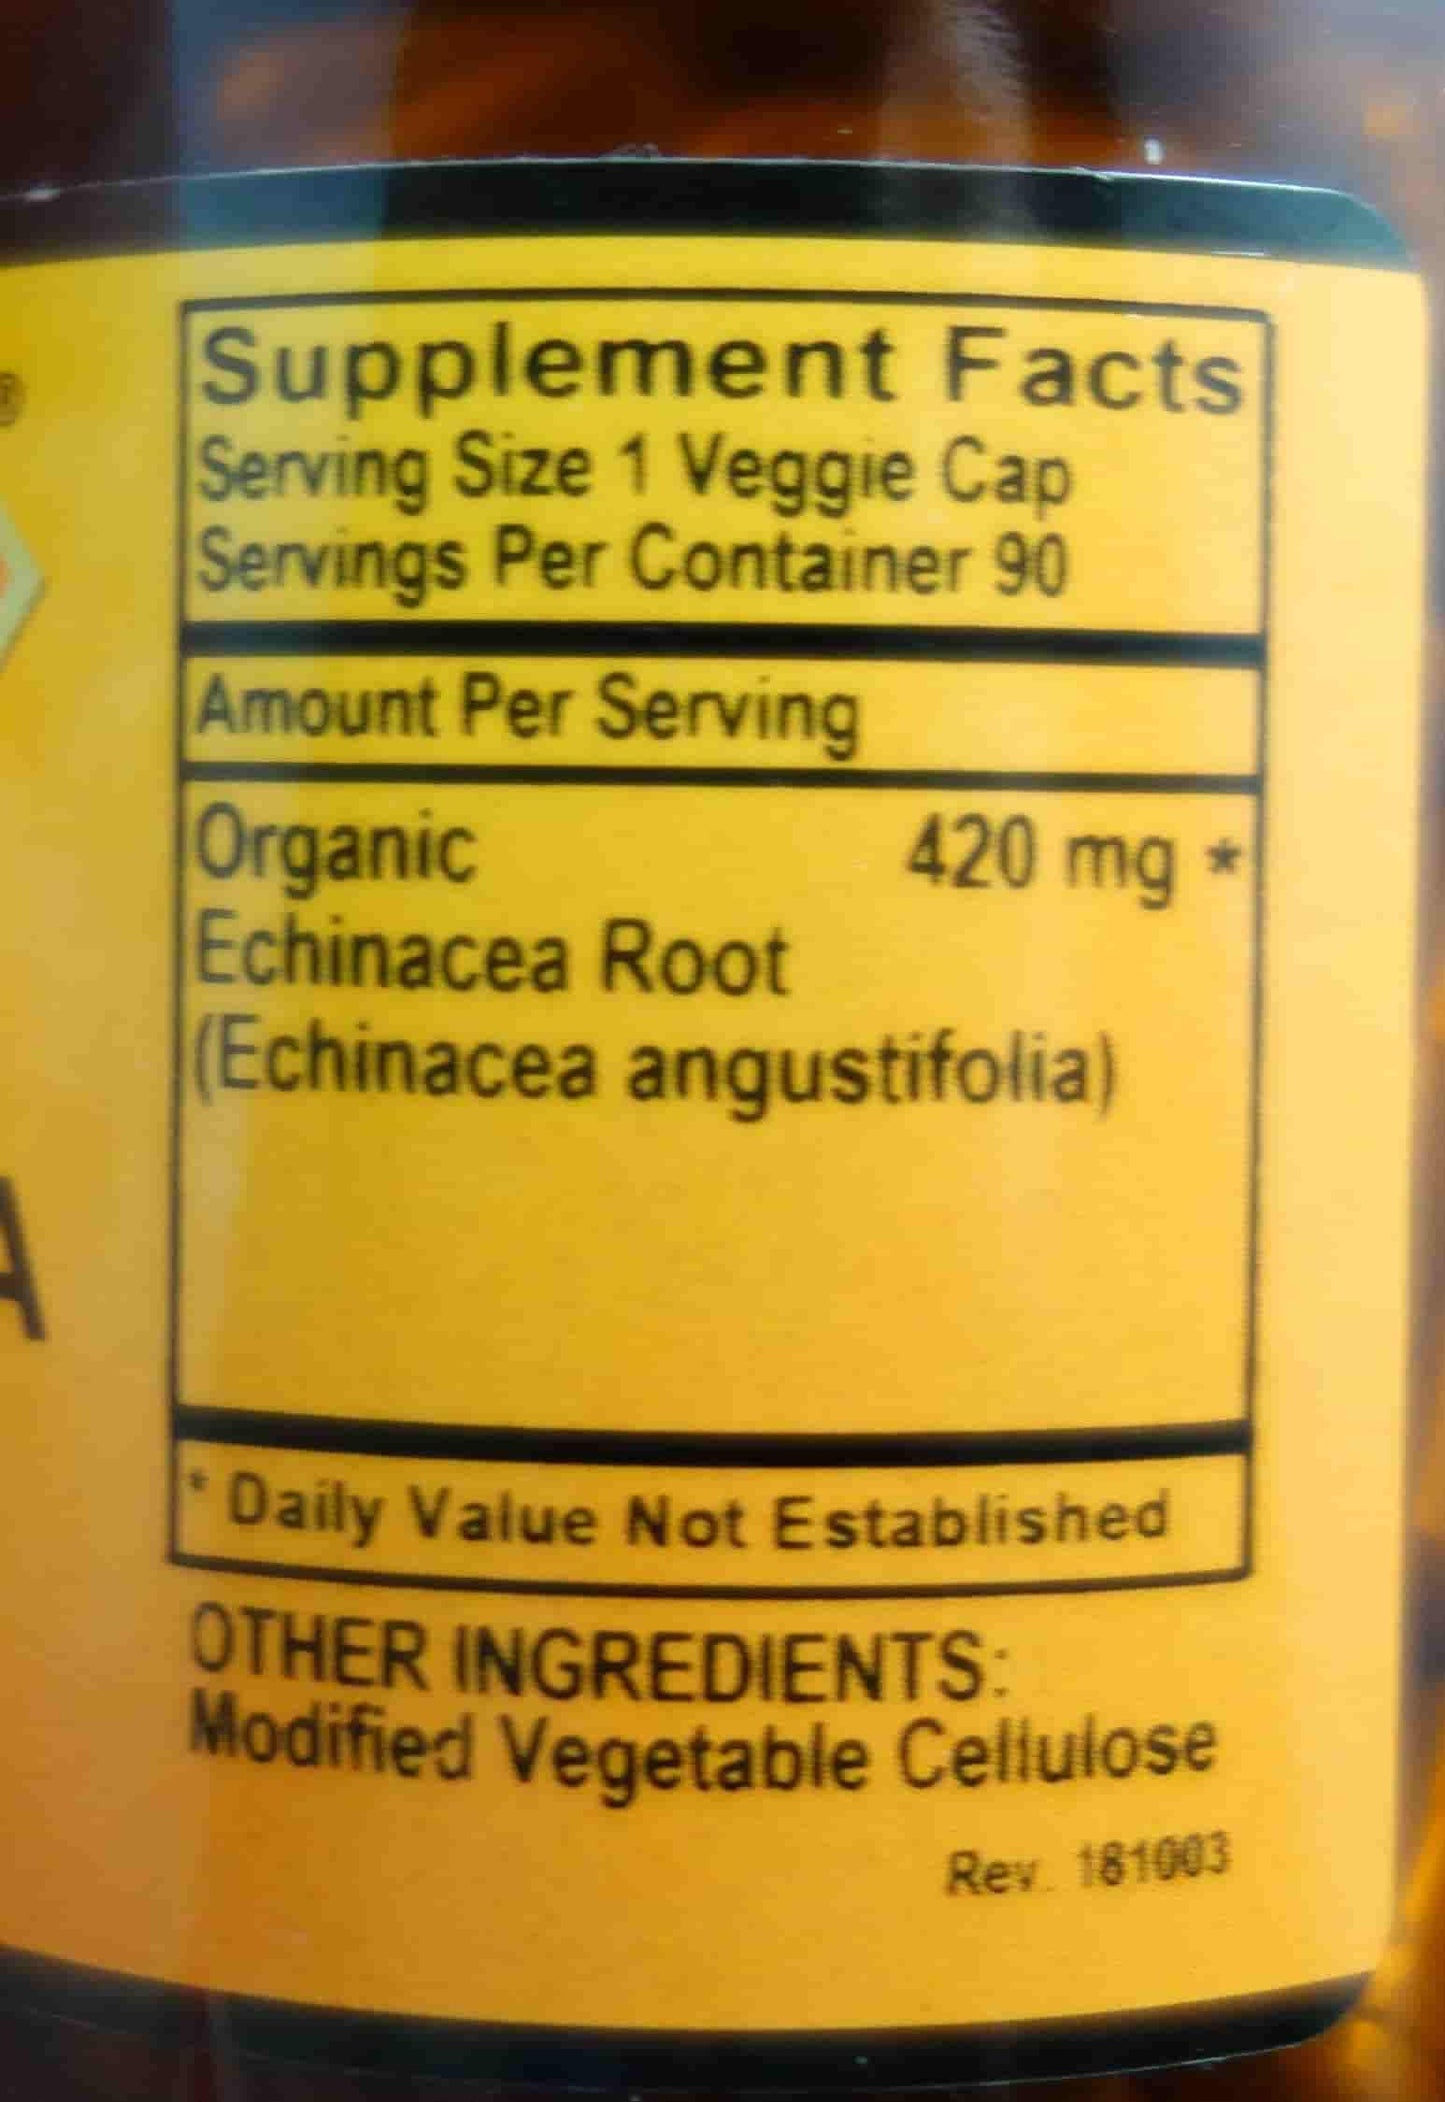 ®
Supplement Facts
Serving Size 1 Veggie Cap
Servings Per Container 90
Amount Per Serving
Organic 420 mg *
Echinacea Root
(Echinacea angustifolia)
A
* Daily Value Not Established
OTHER INGREDIENTS:
Modified Vegetable Cellulose
Rev. 181003